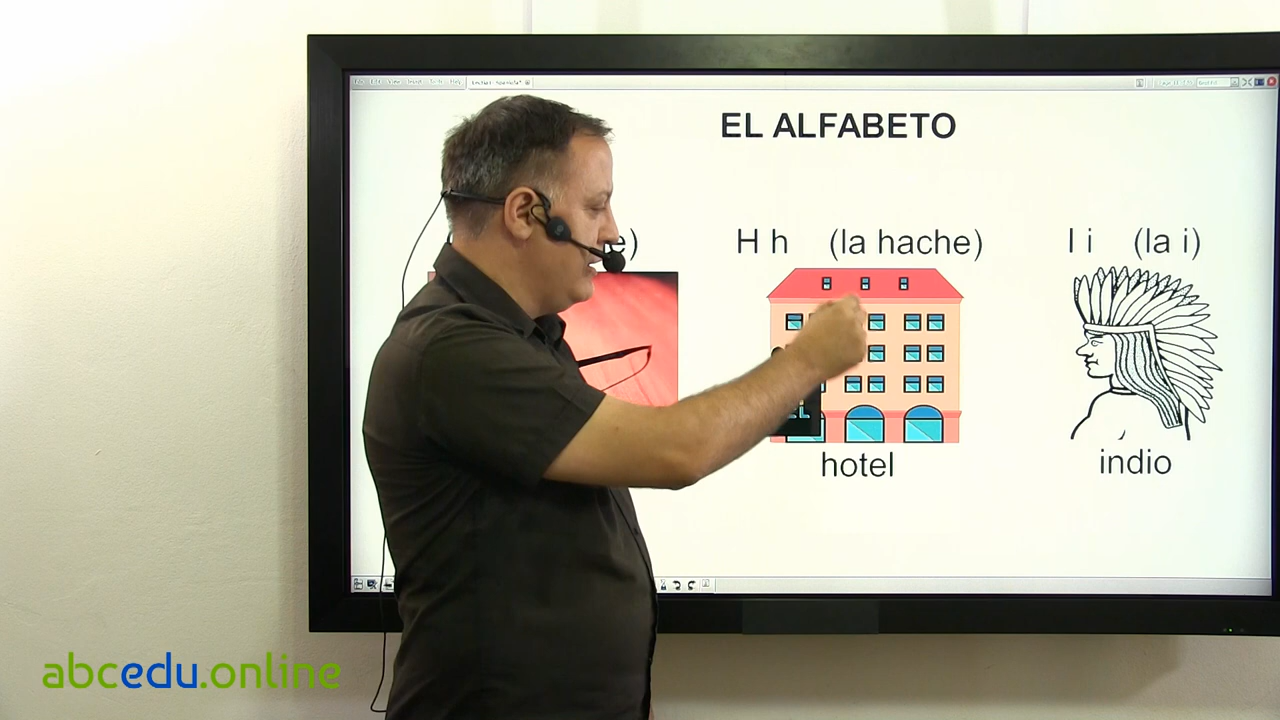 EL ALFABETO
e)
H h (la hache)
I i (la i)
hotel
indio
abcedu.online